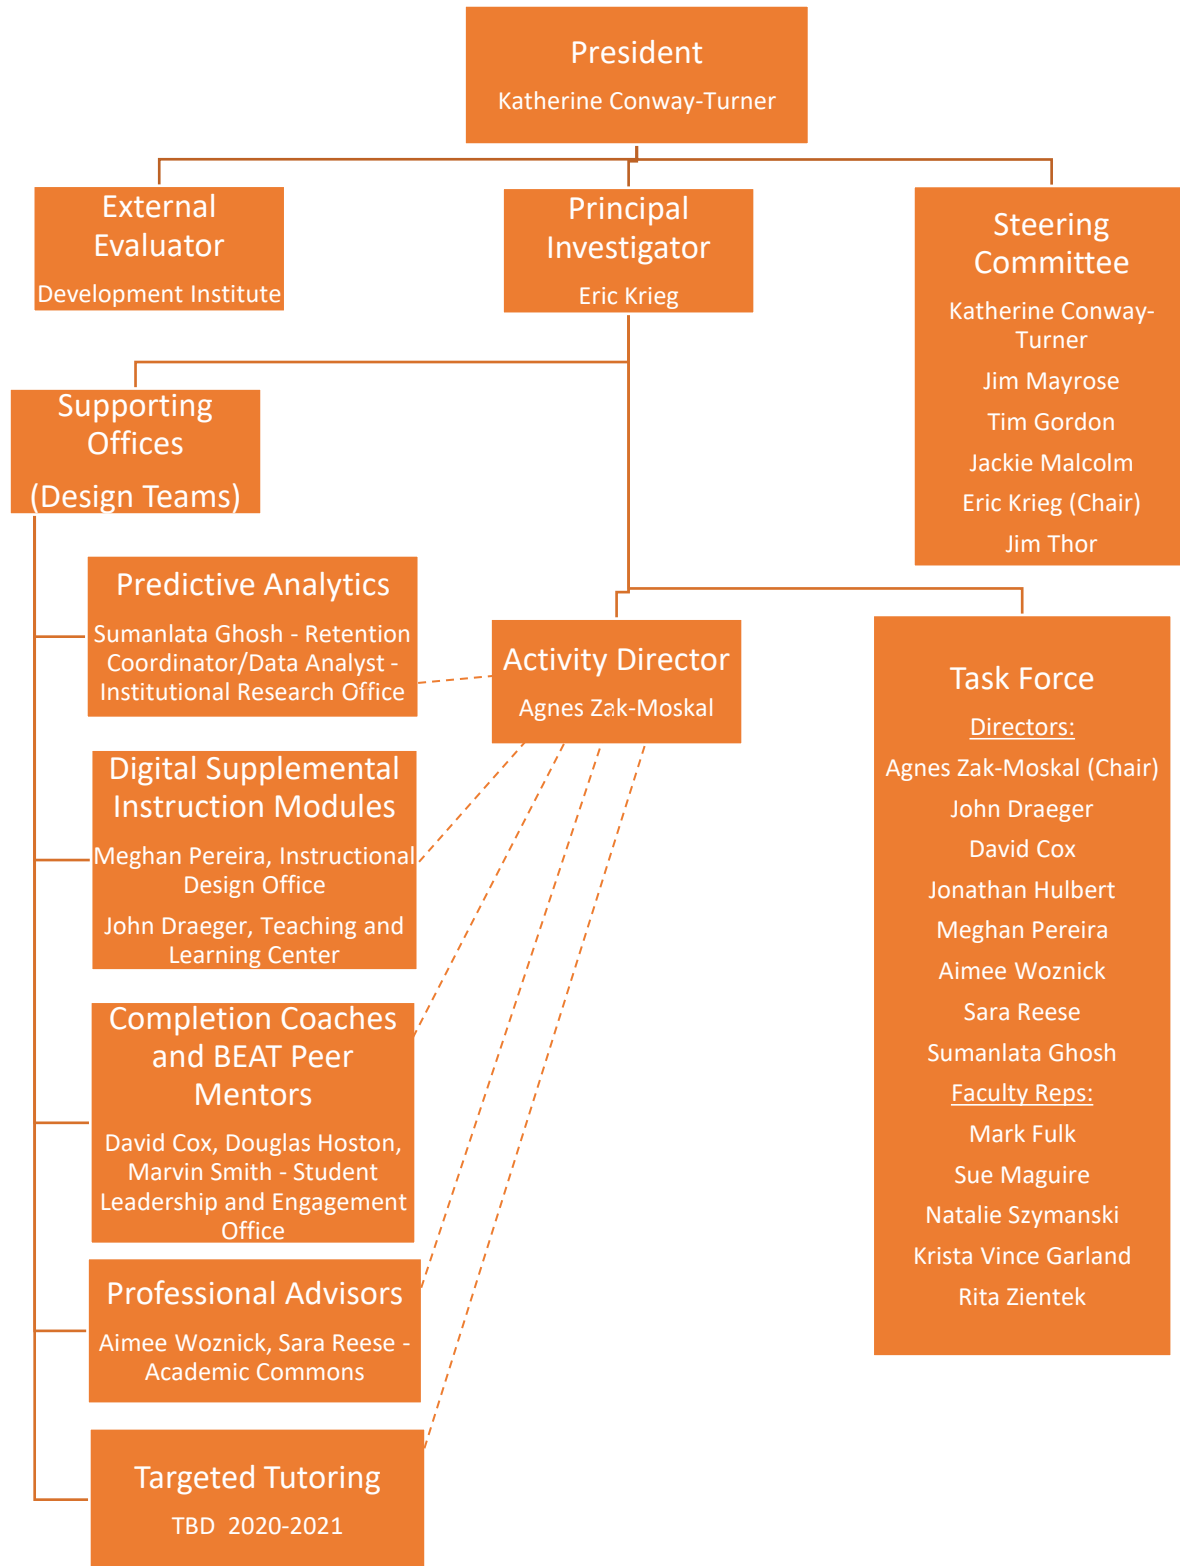 President
Katherine Conway-Turner
External
Evaluator
Development Institute
Principal
Investigator
Eric Krieg
Steering
Committee
Katherine Conway-
Turner
Jim Mayrose
Tim Gordon
Jackie Malcolm
Eric Krieg (Chair)
Jim Thor
Supporting
Offices
(Design Teams)
Predictive Analytics
Sumanlata Ghosh - Retention
Coordinator/Data Analyst -
Institutional Research Office
Digital Supplemental
Instruction Modules
Meghan Pereira, Instructional
Design Office
John Draeger, Teaching and
Learning Center
Completion Coaches
and BEAT Peer
Mentors
David Cox, Douglas Hoston,
Marvin Smith - Student
Leadership and Engagement
Office
Professional Advisors
Aimee Woznick, Sara Reese -
Academic Commons
Targeted Tutoring
TBD  2020-2021
Activity Director
Agnes Zak-Moskal
Task Force
Directors:
Agnes Zak-Moskal (Chair)
John Draeger
David Cox
Jonathan Hulbert
Meghan Pereira
Aimee Woznick
Sara Reese
Sumanlata Ghosh
Faculty Reps:
Mark Fulk
Sue Maguire
Natalie Szymanski
Krista Vince Garland
Rita Zientek